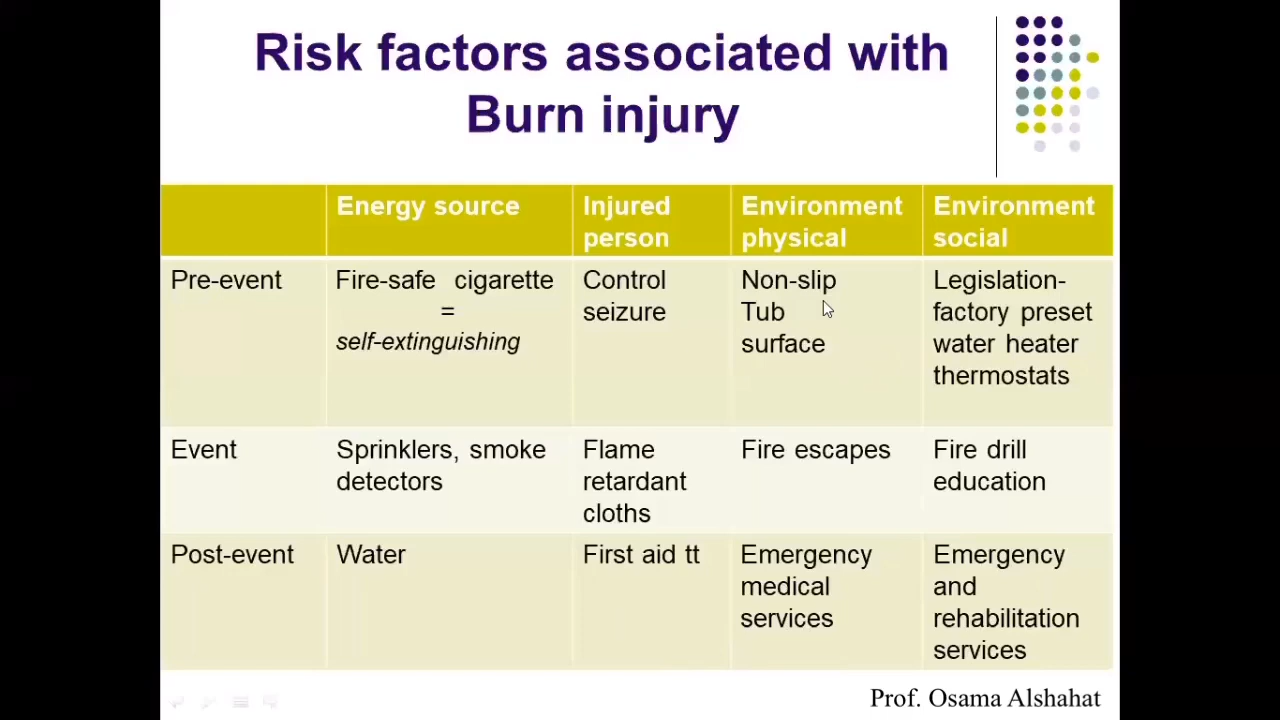 Risk factors associated with
Burn injury
Energy source
Injured
person
Environment
physical
Environment
social
Pre-event
Fire-safe cigarette
=
self-extinguishing
Control
seizure
Non-slip
Tub
surface
Legislation-
factory preset
water heater
thermostats
Event
Sprinklers, smoke
detectors
Flame
retardant
cloths
Fire escapes
Fire drill
education
Post-event
Water
First aid tt
Emergency
medical
services
Emergency
and
rehabilitation
services
Prof. Osama Alshahat